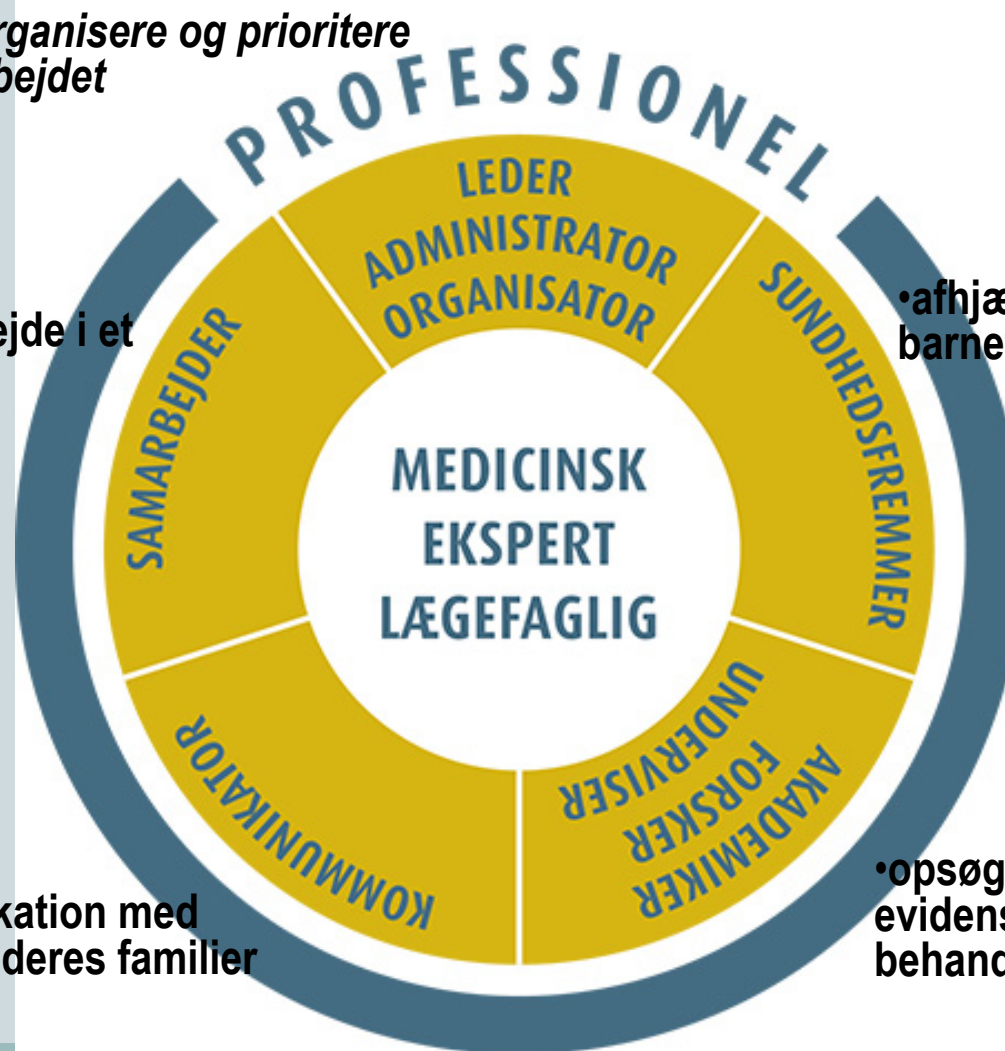 rganisere og prioritere
bejdet
PROFESSIONEL
LEDER
ADMINISTRATOR
ORGANISATOR
SUNDHEDSFREMMER
SAMARBEJDER
ejde i et
•afhjæ
barne
MEDICINSK
EKSPERT
LÆGEFAGLIG
KOMMUNIKATOR
AKADEMIKER
FORSKER
UNDERVISER
kation med
deres familier
•opsøg
evidens
behand